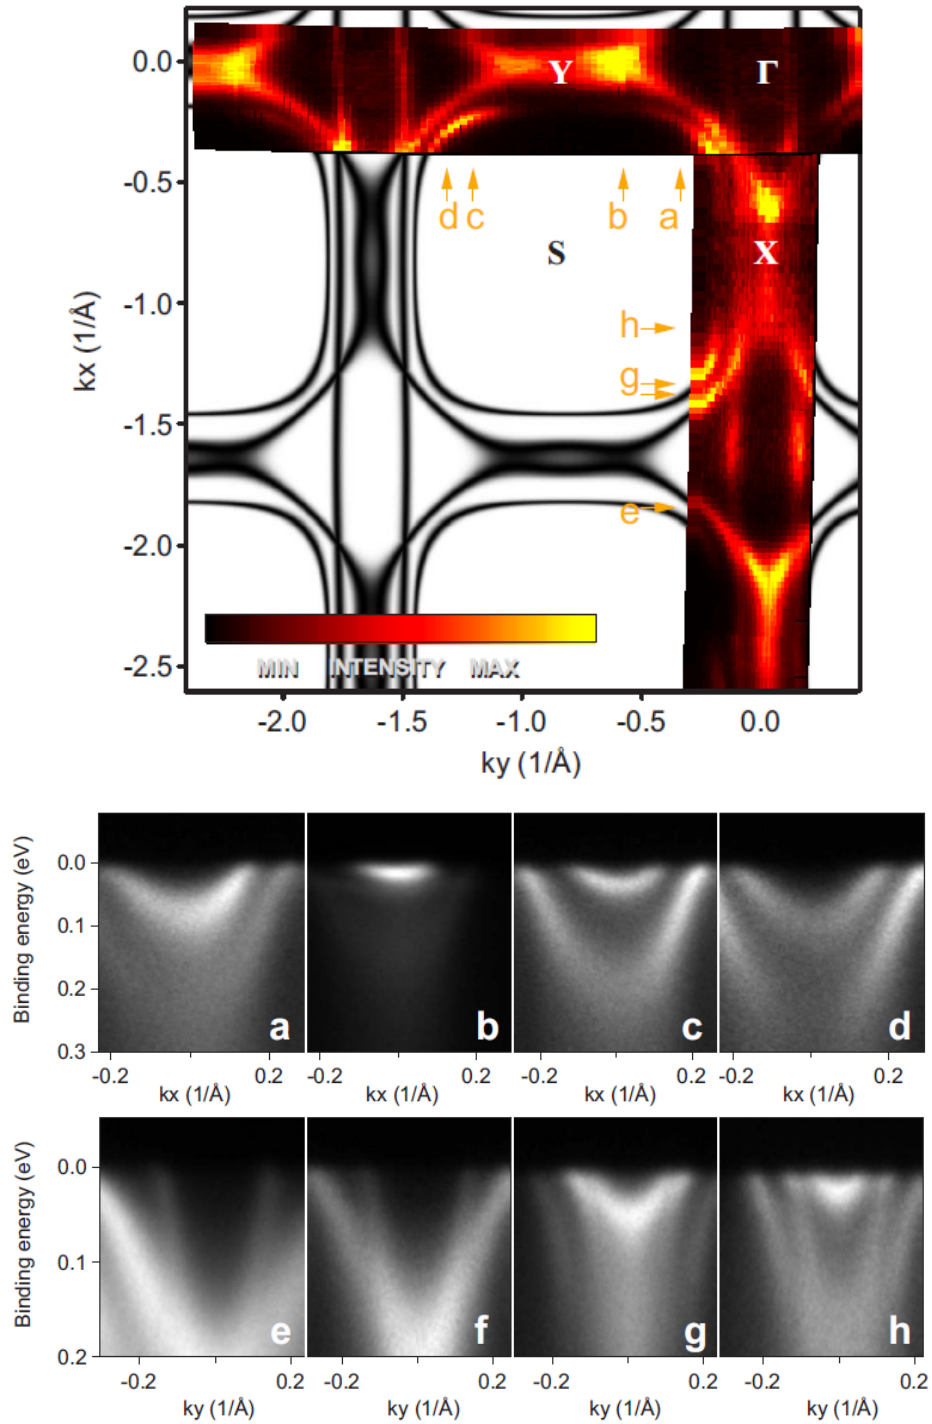 0.0
Y
Γ
-0.5
d c b a
S
X
kx (1/Å)
-1.0
h
g
-1.5
e
-2.0
-2.5
MIN INTENSITY MAX
-2.0 -1.5 -1.0 -0.5 0.0
ky (1/Å)
Binding energy (eV)
0.0
0.1
0.2
0.3
a b c d
-0.2 0.2 -0.2 0.2 -0.2 0.2 -0.2 0.2
kx (1/Å) kx (1/Å) kx (1/Å) kx (1/Å)
Binding energy (eV)
0.0
0.1
0.2
e f g h
-0.2 0.2 -0.2 0.2 -0.2 0.2 -0.2 0.2
ky (1/Å) ky (1/Å) ky (1/Å) ky (1/Å)